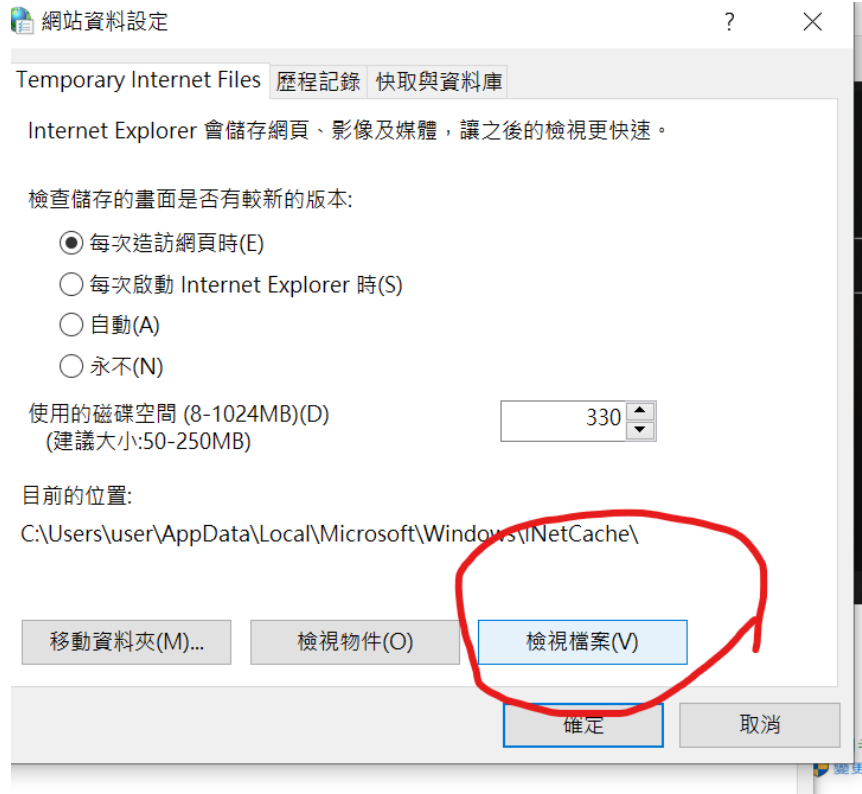 網站資料設定
Temporary Internet Files 歷程記錄 快取與資料庫
Internet Explorer 會儲存網頁、影像及媒體，讓之後的檢視更快速。
檢查儲存的畫面是否有較新的版本:
每次造訪網頁時(E)
每次啟動 Internet Explorer 時(S)
自動(A)
永不(N)
使用的磁碟空間 (8-1024MB)(D) 330
(建議大小:50-250MB)
目前的位置:
C:\Users\user\AppData\Local\Microsoft\Windows\INetCache\
移動資料夾(M)... 檢視物件(O) 檢視檔案(V)
確定 取消